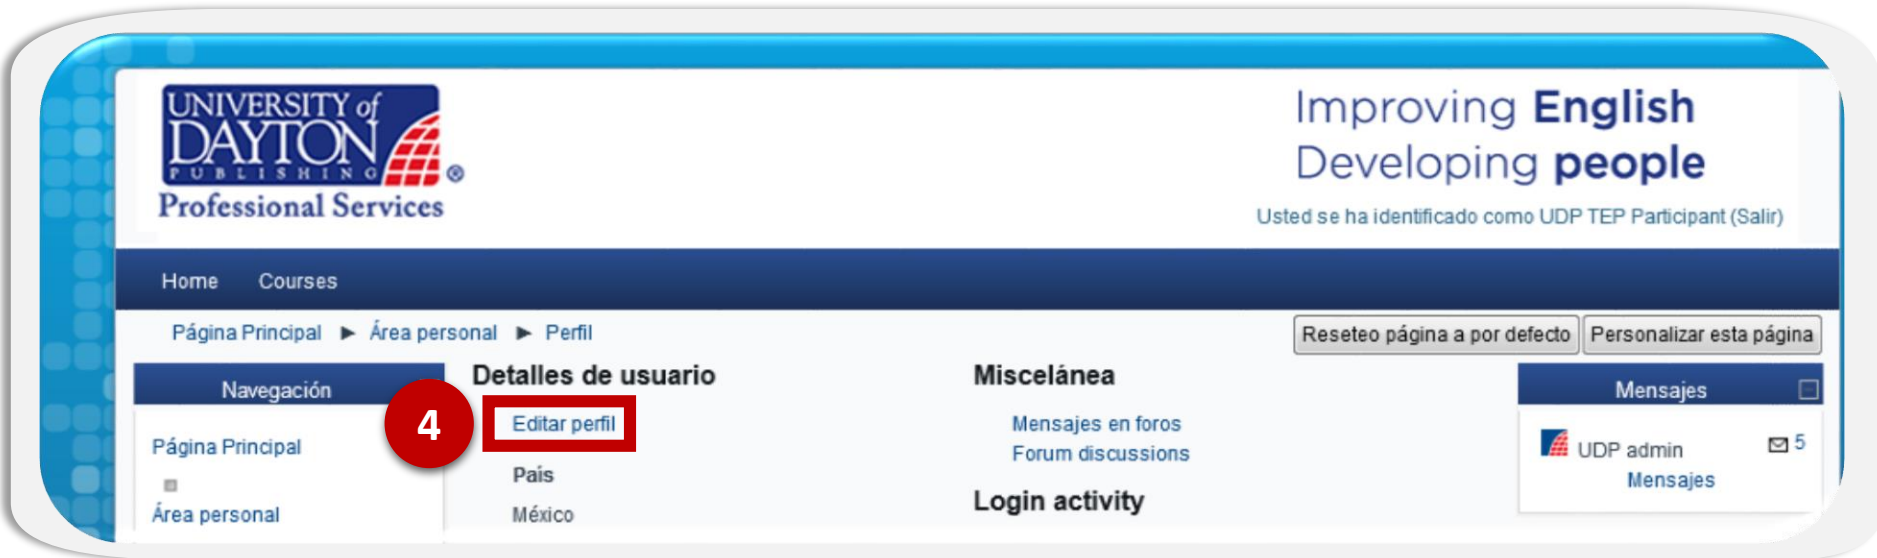 UNIVERSITY of
DAYTON
PUBLISHING
®
Professional Services
Improving English
Developing people
Usted se ha identificado como UDP TEP Participant (Salir)
Home Courses
Página Principal ► Área personal ► Perfil
Reseteo página a por defecto Personalizar esta página
Navegación
Página Principal
Área personal
4
Detalles de usuario
Editar perfil
País
México
Miscelánea
Mensajes en foros
Forum discussions
Login activity
Mensajes
UDP admin 5
Mensajes